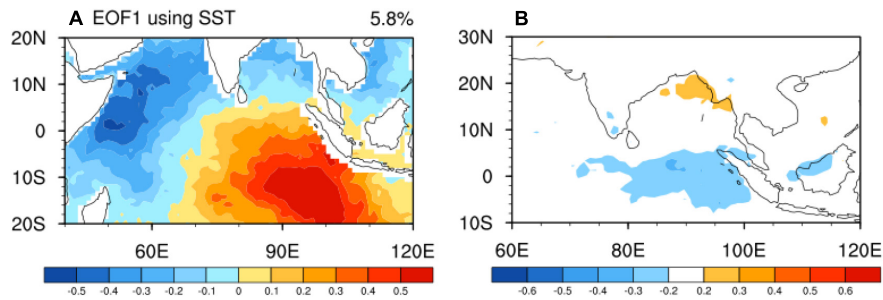 A EOF1 using SST 5.8%
20N
10N
0
10S
20S
60E 90E 120E
-0.5 -0.4 -0.3 -0.2 -0.1 0 0.1 0.2 0.3 0.4 0.5
B
30N
20N
10N
0
10S
60E 80E 100E 120E
-0.6 -0.5 -0.4 -0.3 -0.2 0.2 0.3 0.4 0.5 0.6